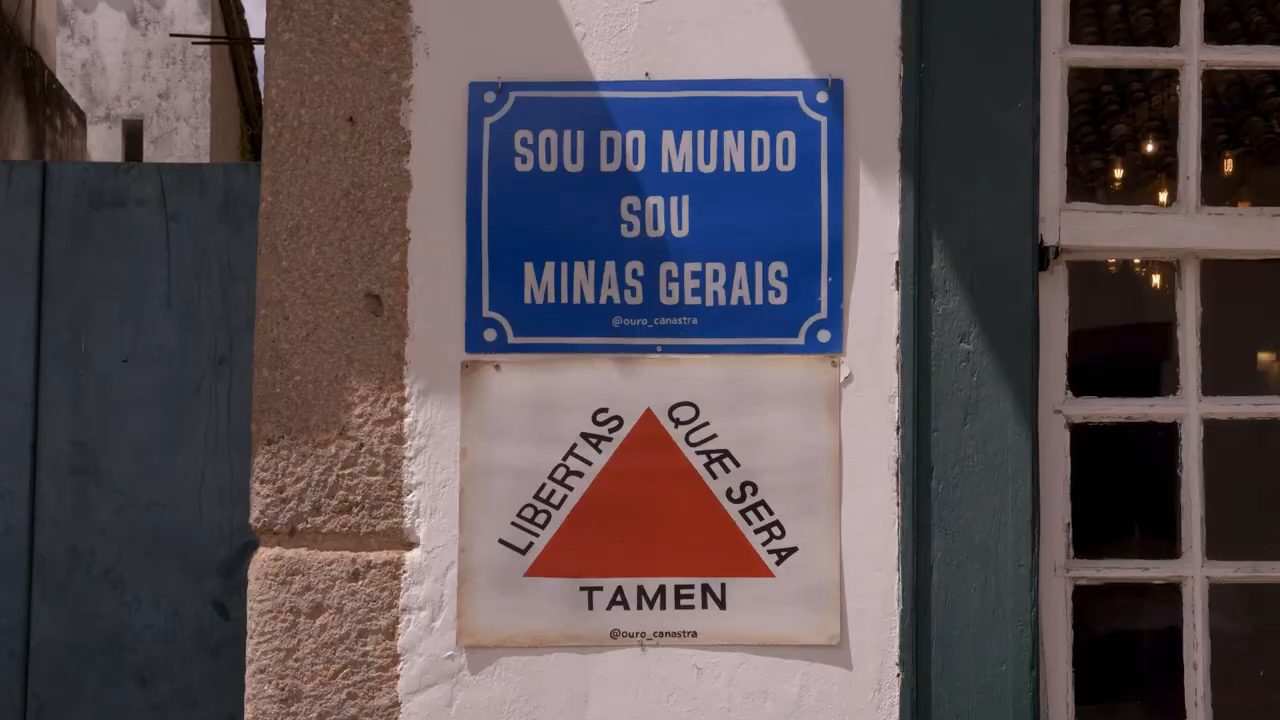 SOU DO MUNDO
SOU
MINAS GERAIS
@ouro_canastra
LIBERTAS
QUÆ SERA
TAMEN
@ouro_canastra